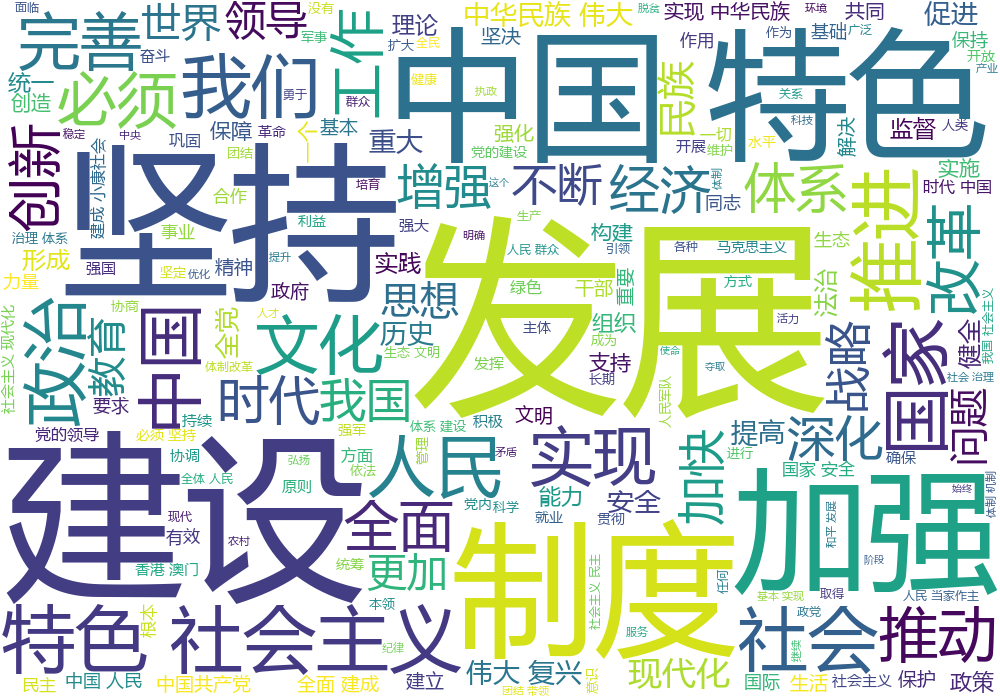 完善
世界
领导
工作
理论
扩大 全民
中华民族 伟大
脱贫
实现 中华民族
环境
共同
促进
面临
没有
军事
奋斗
坚决
作用
作为
基础
广泛
保持
开放
产业
统一
创造
必须
我们
勇于
群众
健康
执政
中国特色
民族
关系
科技
监督
人类
解决
稳定
中央
巩固
保障
革命
一个
基本
重大
强化
党的建设
开展
一切
维护
水平
创新
建成 小康社会
团结
坚持
培育
合作
利益
增强
这个
不断
经济
体制
同志
体系
实施
时代 中国
推进
改革
治理 体系
事业
强大
生产
明确
构建
引领
各种
马克思主义
生态
形成
力量
强国
坚定
优化
精神
提升
政府
实践
人民 群众
发展
绿色
干部
重要
方式
法治
社会主义 现代化
政治
教育
协商
中国
全党
人才
文化
思想
历史
主体
组织
成为
活力
战略
国家
健全
我国 社会主义
体制改革
生态 文明
发挥
支持
使命
夺取
长期
社会 治理
要求
持续
时代
我国
文明
人民军队
问题
党的领导
必须 坚持
强军
体系 建设
积极
实现
加快
提高
进行
深化
确保
协调
全体 人民
弘扬
原则
方面
依法
人民
管理
矛盾
能力
安全
国家 安全
建设
现代
有效
农村
全面
党内
科学
就业
贯彻
加强
和平 发展
始终
体制 机制
阶段
香港 澳门
统筹
更加
本领
制度
社会主义 民主
任何
基本 实现
取得
人民 当家作主
特色
根本
社会主义
纪律
服务
政党
社会
继续
推动
民主
中国 人民
中国共产党
全面 建成
建立
伟大 复兴
团结 带领
意识
现代化
国际
生活
社会主义
保护
政策